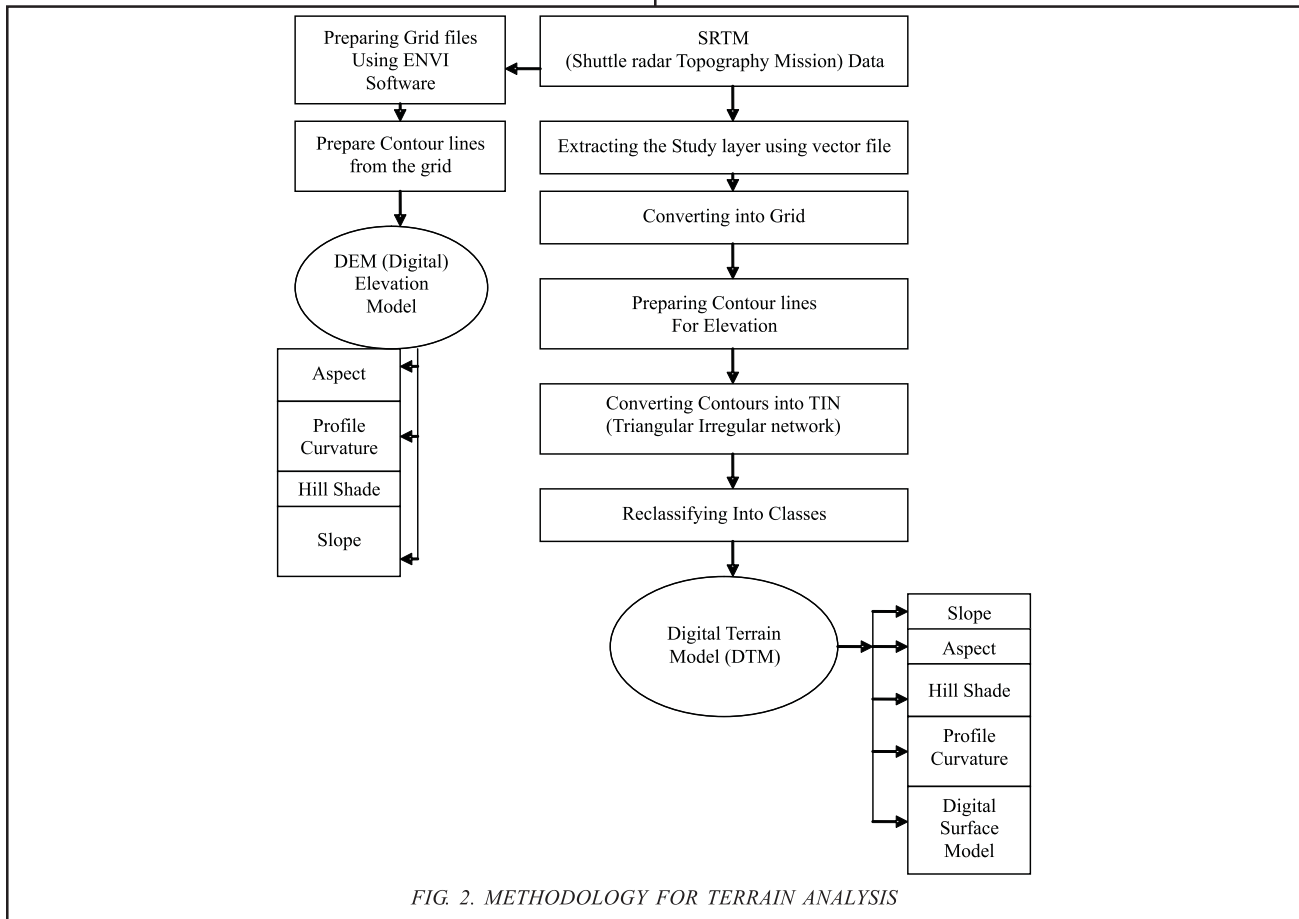 Preparing Grid files
Using ENVI
Software
SRTM
(Shuttle radar Topography Mission) Data
Prepare Contour lines
from the grid
Extracting the Study layer using vector file
Converting into Grid
DEM (Digital)
Elevation
Model
Preparing Contour lines
For Elevation
Aspect
Profile
Curvature
Hill Shade
Slope
Converting Contours into TIN
(Triangular Irregular network)
Reclassifying Into Classes
Digital Terrain
Model (DTM)
Slope
Aspect
Hill Shade
Profile
Curvature
Digital
Surface
Model
FIG. 2. METHODOLOGY FOR TERRAIN ANALYSIS